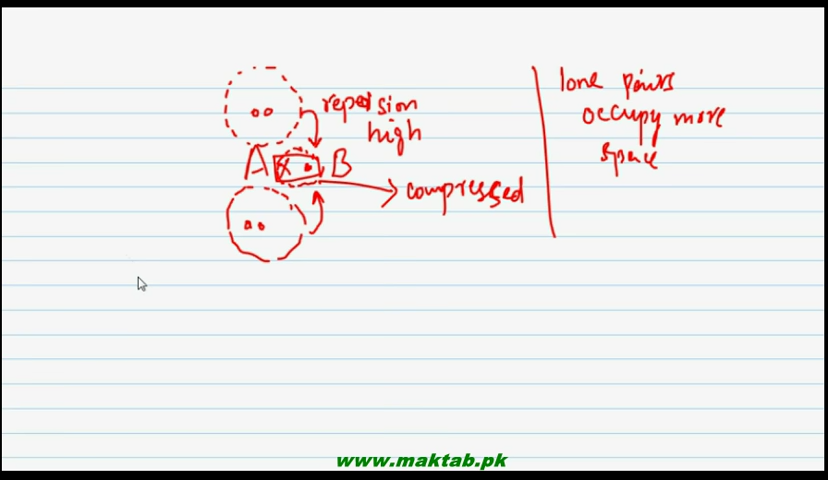 repulsion
high
A x B
compressed
lone pairs
occupy more
space
www.maktab.pk